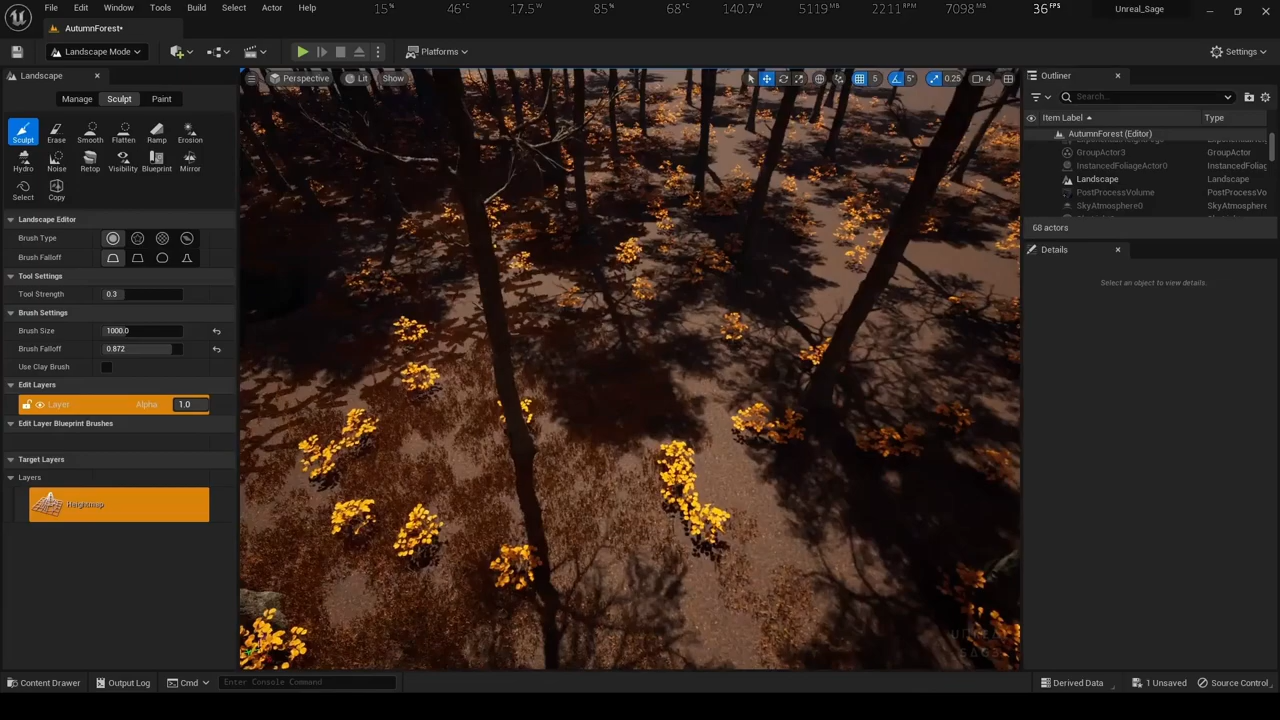 File Edit Window Tools Build Select Actor Help
15% 46°C 17.5W 85% 68°C 140.7W 5119MB 2211RPM 7098MB 36FPS
Unreal_Sage
AutumnForest*
Landscape Mode
Platforms
Settings
Landscape
Perspective Lit Show
5 5° 0.25 4
Outliner
Manage Sculpt Paint
Search...
Item Label Type
Sculpt Erase Smooth Flatten Ramp Erosion
AutumnForest (Editor)
GroupActor3 GroupActor
Hydro Noise Retop Visibility Blueprint Mirror
InstancedFoliageActor0 InstancedFoliag
Landscape Landscape
PostProcessVolume PostProcessVo
Select Copy
SkyAtmosphere0 SkyAtmosphere
Landscape Editor
68 actors
Brush Type
Details
Brush Falloff
Tool Settings
Select an object to view details.
Tool Strength 0.3
Brush Settings
Brush Size 1000.0
Brush Falloff 0.872
Use Clay Brush
Edit Layers
Layer Alpha 1.0
Edit Layer Blueprint Brushes
Target Layers
Layers
Heightmap
UNREAL
SAGE
Content Drawer Output Log Cmd Enter Console Command
Derived Data 1 Unsaved Source Control